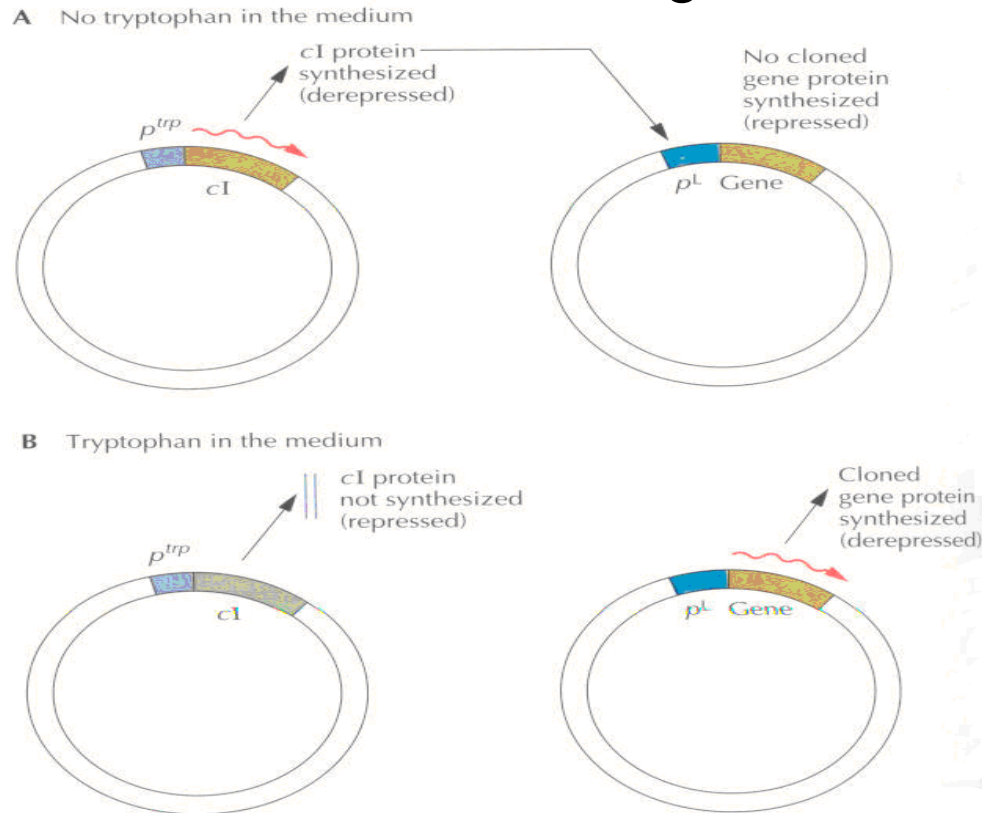 A No tryptophan in the medium
cI protein
synthesized
(derepressed)
No cloned
gene protein
synthesized
(repressed)
p^trp
cI
p^L Gene
B Tryptophan in the medium
cI protein
not synthesized
(repressed)
Cloned
gene protein
synthesized
(derepressed)
p^trp
cI
p^L Gene